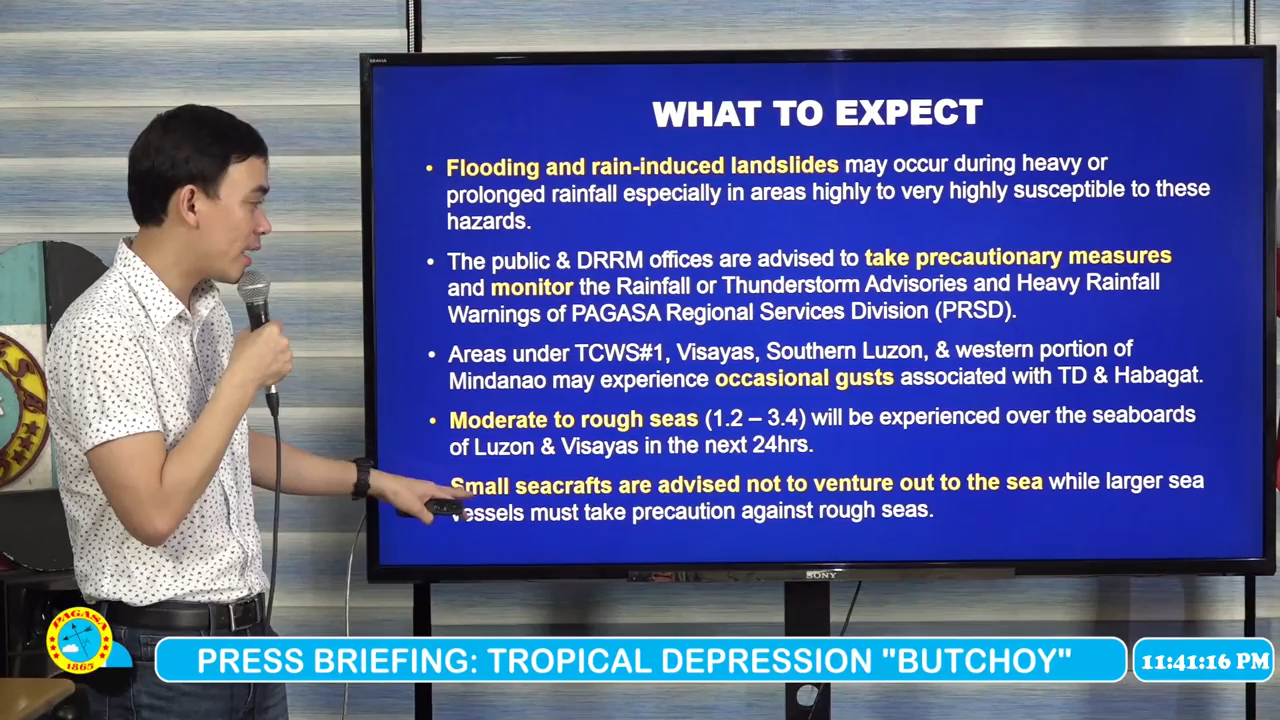 BRAVIA
WHAT TO EXPECT
• Flooding and rain-induced landslides may occur during heavy or
prolonged rainfall especially in areas highly to very highly susceptible to these
hazards.
• The public & DRRM offices are advised to take precautionary measures
and monitor the Rainfall or Thunderstorm Advisories and Heavy Rainfall
Warnings of PAGASA Regional Services Division (PRSD).
• Areas under TCWS#1, Visayas, Southern Luzon, & western portion of
Mindanao may experience occasional gusts associated with TD & Habagat.
• Moderate to rough seas (1.2 – 3.4) will be experienced over the seaboards
of Luzon & Visayas in the next 24hrs.
Small seacrafts are advised not to venture out to the sea while larger sea
vessels must take precaution against rough seas.
SONY
PAGASA
1865
PRESS BRIEFING: TROPICAL DEPRESSION "BUTCHOY"
11:41:16 PM